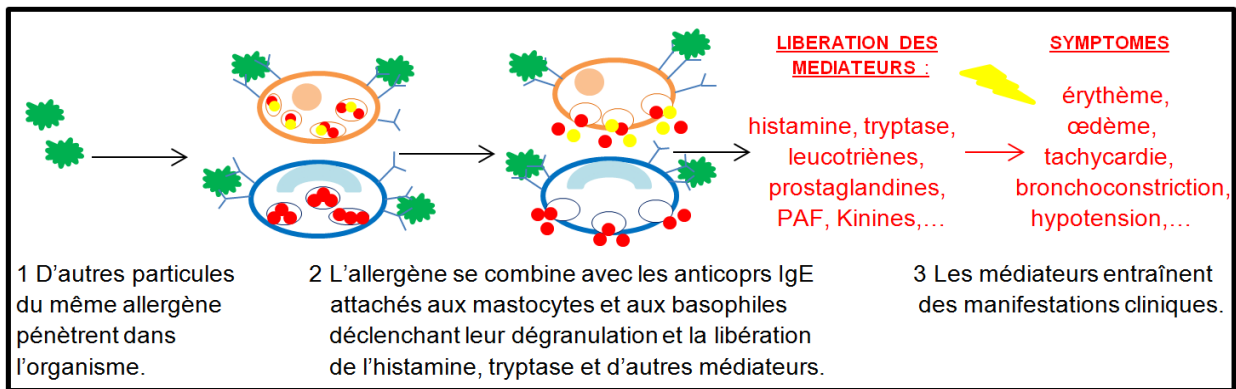 LIBERATION DES
MEDIATEURS :
histamine, tryptase,
leucotriènes,
prostaglandines,
PAF, Kinines,...
SYMPTOMES
érythème,
œdème,
tachycardie,
bronchoconstriction,
hypotension,...
1 D'autres particules
du même allergène
pénètrent dans
l'organisme.
2 L'allergène se combine avec les anticoprs IgE
attachés aux mastocytes et aux basophiles
déclenchant leur dégranulation et la libération
de l'histamine, tryptase et d'autres médiateurs.
3 Les médiateurs entraînent
des manifestations cliniques.